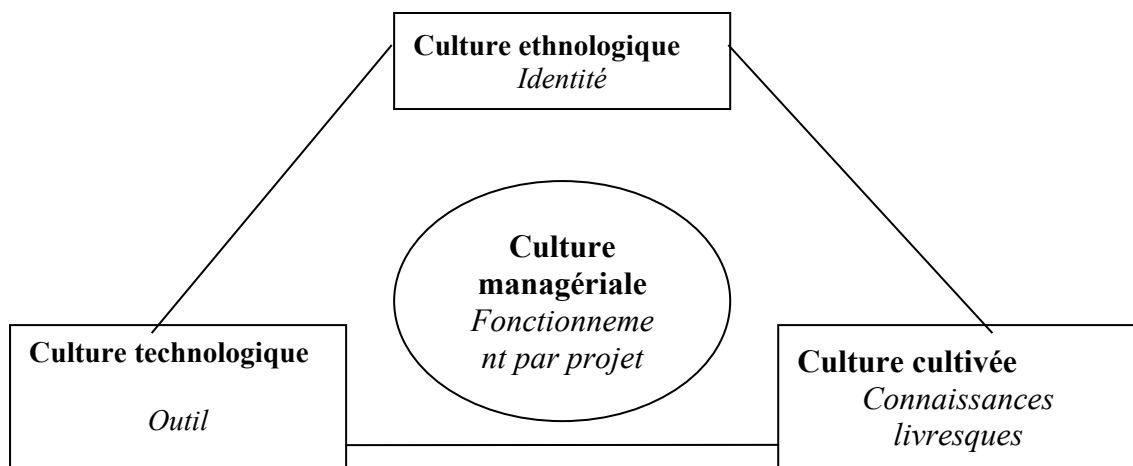 Culture ethnologique
Identité
Culture
managériale
Fonctionneme
nt par projet
Culture technologique
Outil
Culture cultivée
Connaissances
livresques